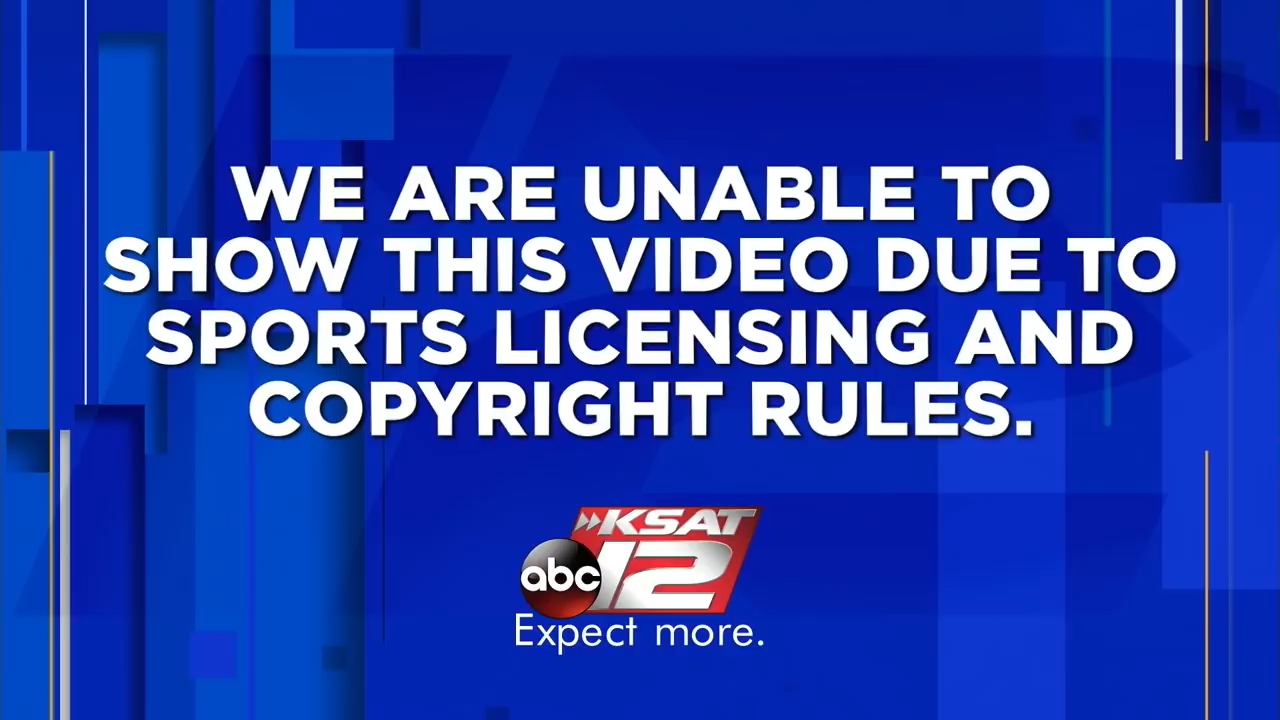 WE ARE UNABLE TO
SHOW THIS VIDEO DUE TO
SPORTS LICENSING AND
COPYRIGHT RULES.
KSAT
abc 12
Expect more.